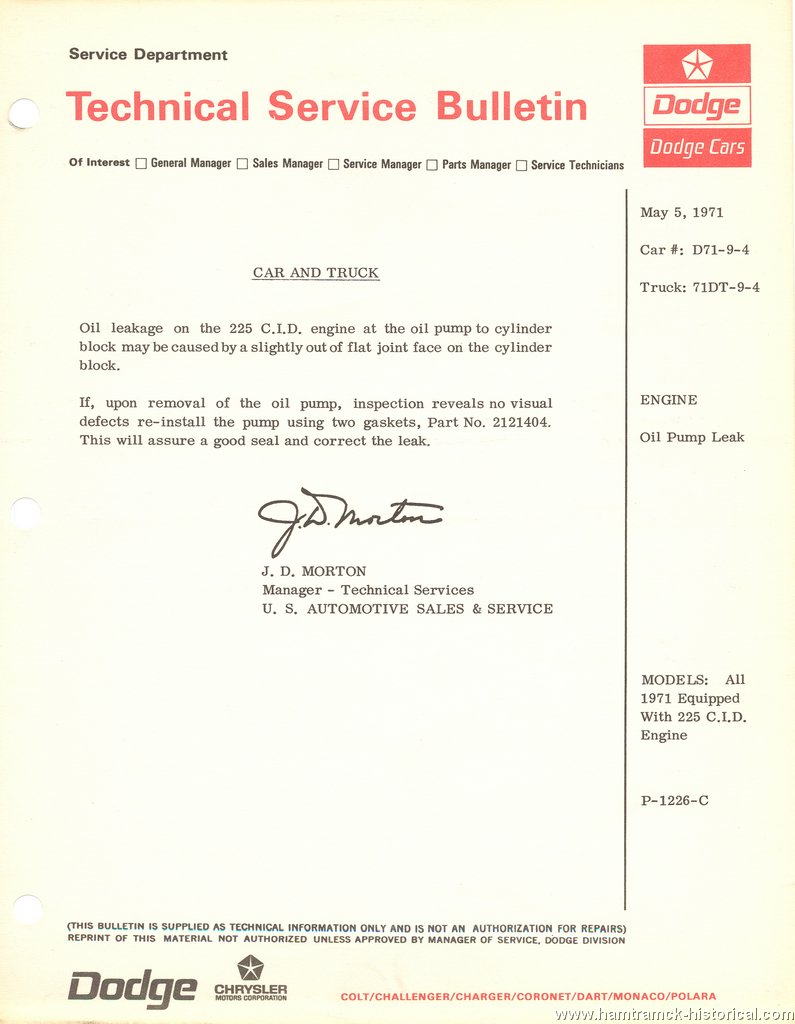 Service Department
Technical Service Bulletin
Dodge
Dodge Cars
Of Interest □ General Manager □ Sales Manager □ Service Manager □ Parts Manager □ Service Technicians
May 5, 1971
Car #: D71-9-4
Truck: 71DT-9-4
CAR AND TRUCK
Oil leakage on the 225 C.I.D. engine at the oil pump to cylinder
block may be caused by a slightly out of flat joint face on the cylinder
block.
If, upon removal of the oil pump, inspection reveals no visual
defects re-install the pump using two gaskets, Part No. 2121404.
This will assure a good seal and correct the leak.
ENGINE
Oil Pump Leak
J. D. Morton
J. D. MORTON
Manager - Technical Services
U. S. AUTOMOTIVE SALES & SERVICE
MODELS: All
1971 Equipped
With 225 C.I.D.
Engine
P-1226-C
(THIS BULLETIN IS SUPPLIED AS TECHNICAL INFORMATION ONLY AND IS NOT AN AUTHORIZATION FOR REPAIRS)
REPRINT OF THIS MATERIAL NOT AUTHORIZED UNLESS APPROVED BY MANAGER OF SERVICE, DODGE DIVISION
Dodge
CHRYSLER
MOTORS CORPORATION
COLT/CHALLENGER/CHARGER/CORONET/DART/MONACO/POLARA
www.hamtramck-historical.com